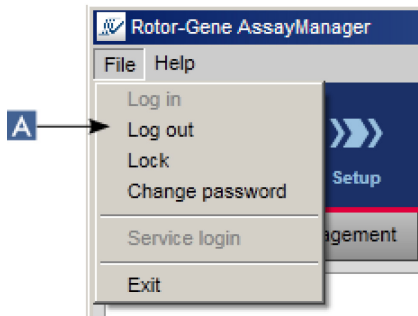 Rotor-Gene AssayManager
File Help
Log in
A
Log out
Lock
Change password
Setup
Service login
agement
Exit